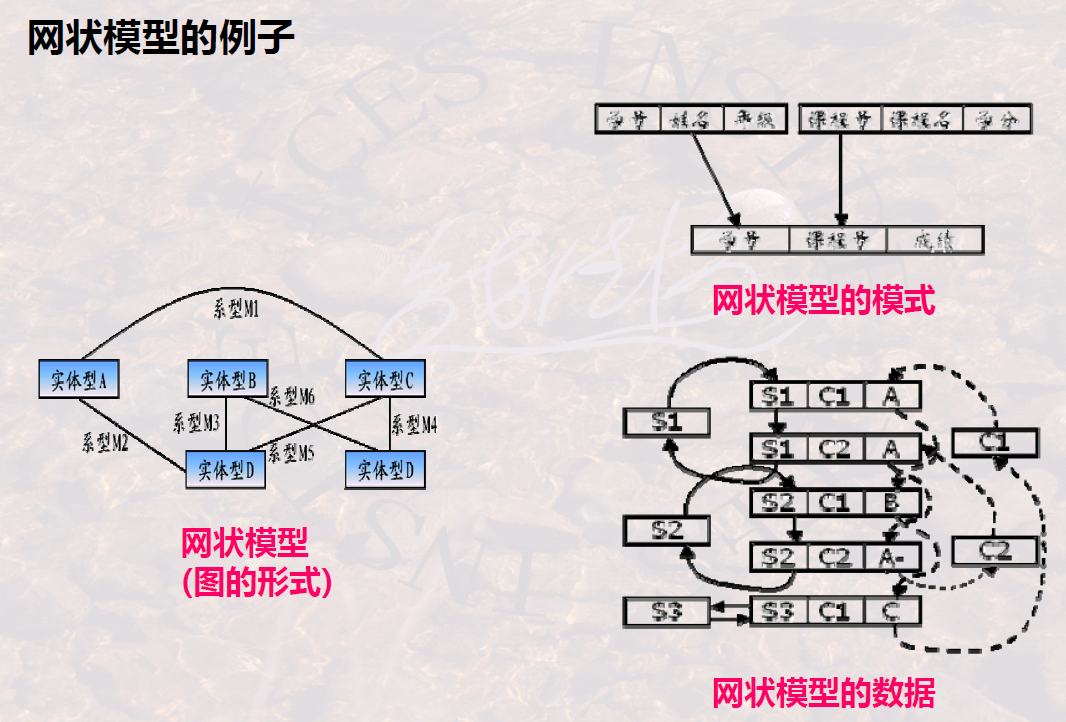 网状模型的例子
学号 姓名 年级 课程号 课程名 学分
学号 课程号 成绩
网状模型的模式
系型M1
实体型A 实体型B 实体型C
系型M6
系型M2 系型M3 系型M4
系型M5
实体型D 实体型D
网状模型
(图的形式)
S1 C1 A
S1
S1 C2 A
C1
S2 C1 B
S2
S2 C2 A-
C2
S3 S3 C1 C
网状模型的数据